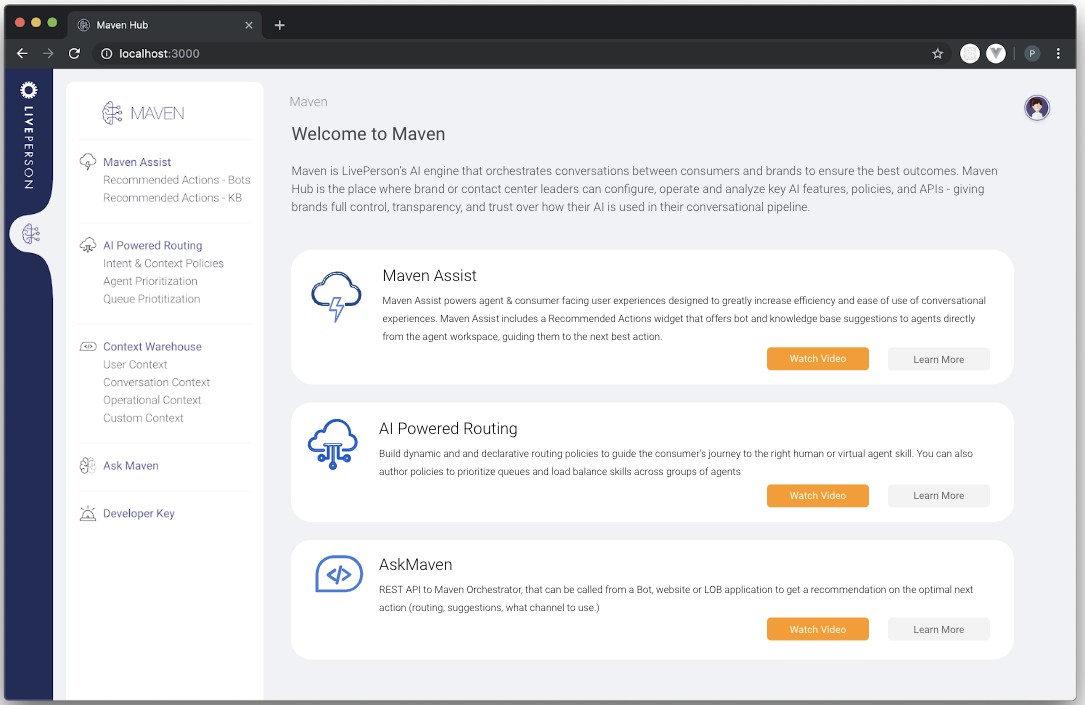 Maven Hub
localhost:3000
P
LIVEPERSON
MAVEN
Maven Assist
Recommended Actions - Bots
Recommended Actions - KB
AI Powered Routing
Intent & Context Policies
Agent Prioritization
Queue Priotitization
Context Warehouse
User Context
Conversation Context
Operational Context
Custom Context
Ask Maven
Developer Key
Maven
Welcome to Maven
Maven is LivePerson's AI engine that orchestrates conversations between consumers and brands to ensure the best outcomes. Maven
Hub is the place where brand or contact center leaders can configure, operate and analyze key AI features, policies, and APIs - giving
brands full control, transparency, and trust over how their AI is used in their conversational pipeline.
Maven Assist
Maven Assist powers agent & consumer facing user experiences designed to greatly increase efficiency and ease of use of conversational
experiences. Maven Assist includes a Recommended Actions widget that offers bot and knowledge base suggestions to agents directly
from the agent workspace, guiding them to the next best action.
Watch Video
Learn More
AI Powered Routing
Build dynamic and and declarative routing policies to guide the consumer's journey to the right human or virtual agent skill. You can also
author policies to prioritize queues and load balance skills across groups of agents
Watch Video
Learn More
AskMaven
REST API to Maven Orchestrator, that can be called from a Bot, website or LOB application to get a recommendation on the optimal next
action (routing, suggestions, what channel to use.)
Watch Video
Learn More